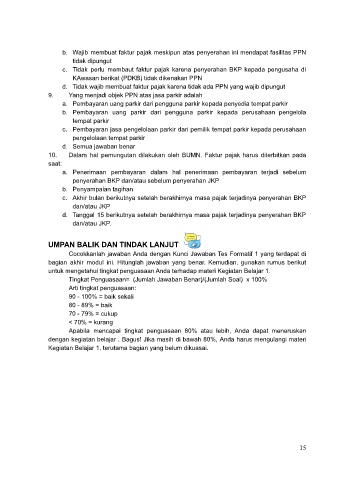 b. Wajib membuat faktur pajak meskipun atas penyerahan ini mendapat fasilitas PPN
tidak dipungut
c. Tidak perlu membaut faktur pajak karena penyerahan BKP kepada pengusaha di
KAwasan berikat (PDKB) tidak dikenakan PPN
d. Tidak wajib membuat faktur pajak karena tidak ada PPN yang wajib dipungut
9. Yang menjadi objek PPN atas jasa parkir adalah
a. Pembayaran uang parkir dari pengguna parkir kepada penyedia tempat parkir
b. Pembayaran uang parkir dari pengguna parkir kepada perusahaan pengelola
tempat parkir
c. Pembayaran jasa pengelolaan parkir dari pemilik tempat parkir kepada perusahaan
pengelolaan tempat parkir
d. Semua jawaban benar
10. Dalam hal pemungutan dilakukan oleh BUMN. Faktur pajak harus diterbitkan pada
saat:
a. Penerimaan pembayaran dalam hal penerimaan pembayaran terjadi sebelum
penyerahan BKP dan/atau sebelum penyerahan JKP
b. Penyampaian tagihan
c. Akhir bulan berikutnya setelah berakhirnya masa pajak terjadinya penyerahan BKP
dan/atau JKP
d. Tanggal 15 berikutnya setelah berakhirnya masa pajak terjadinya penyerahan BKP
dan/atau JKP.
UMPAN BALIK DAN TINDAK LANJUT
Cocokkanlah jawaban Anda dengan Kunci Jawaban Tes Formatif 1 yang terdapat di
bagian akhir modul ini. Hitunglah jawaban yang benar. Kemudian, gunakan rumus berikut
untuk mengetahui tingkat penguasaan Anda terhadap materi Kegiatan Belajar 1.
Tingkat Penguasaan= (Jumlah Jawaban Benar)/(Jumlah Soal) x 100%
Arti tingkat penguasaan:
90 - 100% = baik sekali
80 - 89% = baik
70 - 79% = cukup
< 70% = kurang
Apabila mencapai tingkat penguasaan 80% atau lebih, Anda dapat meneruskan
dengan kegiatan belajar . Bagus! Jika masih di bawah 80%, Anda harus mengulangi materi
Kegiatan Belajar 1, terutama bagian yang belum dikuasai.
15